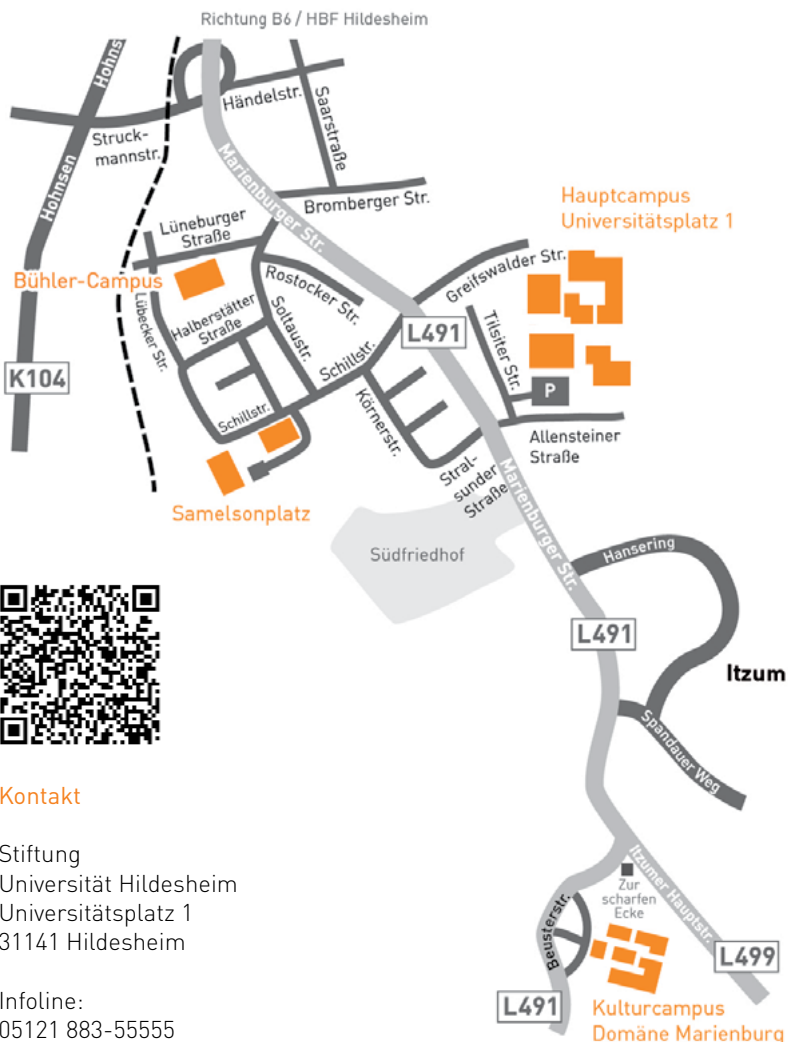 Richtung B6 / HBF Hildesheim
Hohns
Händelstr.
Saarstraße
Struck-
mannstr.
Marienburger Str.
Hohnsen
Bromberger Str.
Hauptcampus
Universitätsplatz 1
Lüneburger
Straße
Bühler-Campus
Rostocker Str.
Greifswalder Str.
Lübecker Str.
Halberstätter
Straße
Soltaustr.
L491
Tilsiter Str.
K104
Schillstr.
P
Schillstr.
Körnerstr.
Allensteiner
Straße
Stral-
sunder
Straße
Marienburger Str.
Samelsonplatz
Südfriedhof
Hansering
L491
Itzum
Spandauer Weg
Kontakt
Stiftung
Universität Hildesheim
Universitätsplatz 1
31141 Hildesheim
Infoline:
05121 883-55555
Itzumer Hauptstr.
Zur
scharfen
Ecke
Beusterstr.
L499
L491
Kulturcampus
Domäne Marienburg